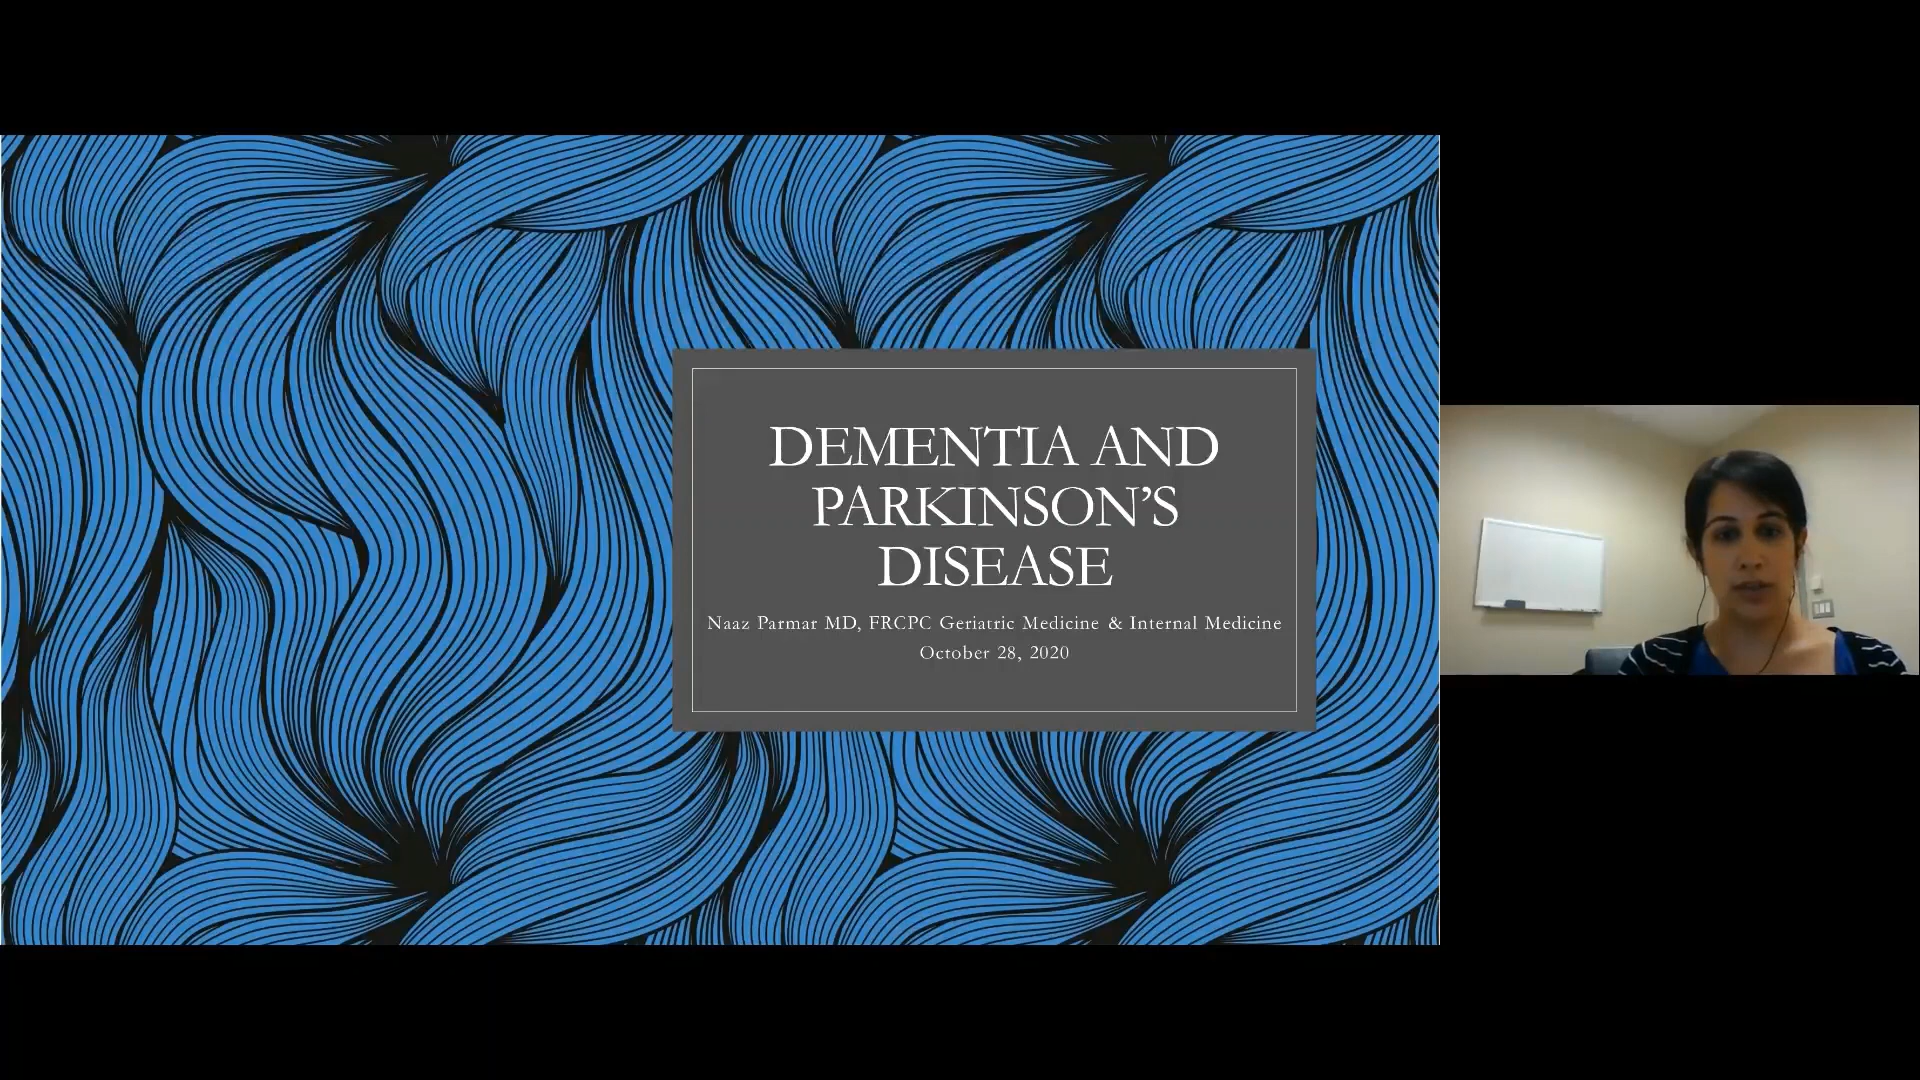 DEMENTIA AND
PARKINSON’S
DISEASE
Naaz Parmar MD, FRCPC Geriatric Medicine & Internal Medicine
October 28, 2020